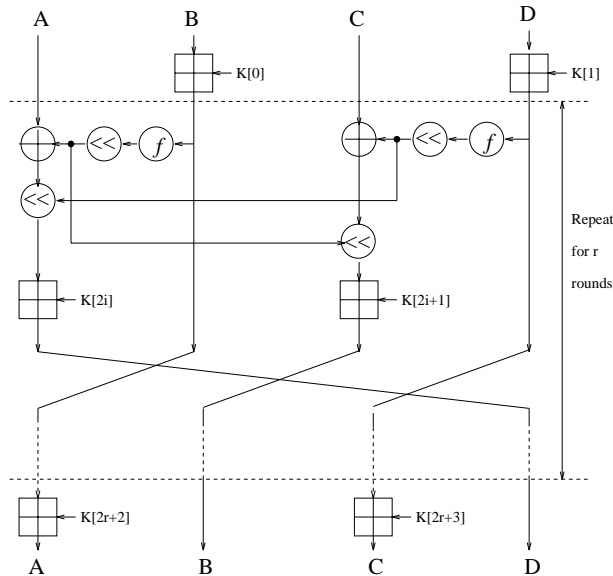 A B C D
K[0] K[1]
<< f << f
<< <<
Repeat
for r
rounds
K[2i] K[2i+1]
K[2r+2] K[2r+3]
A B C D